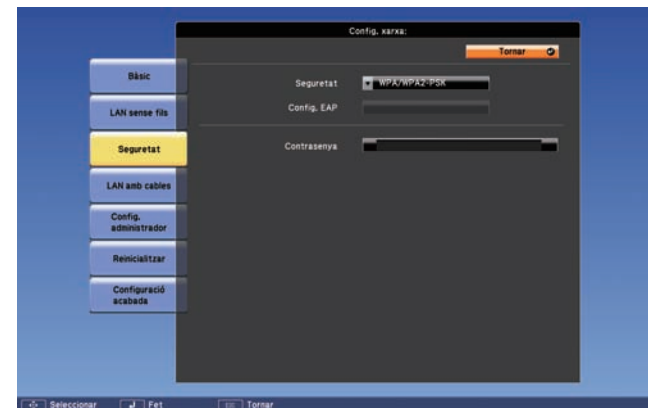 Config. xarxa:
Tornar
Bàsic
LAN sense fils
Seguretat
LAN amb cables
Config.
administrador
Reinicialitzar
Configuració
acabada
Seguretat
WPA/WPA2-PSK
Config. EAP
Contrasenya
Seleccionar
Fet
Tornar